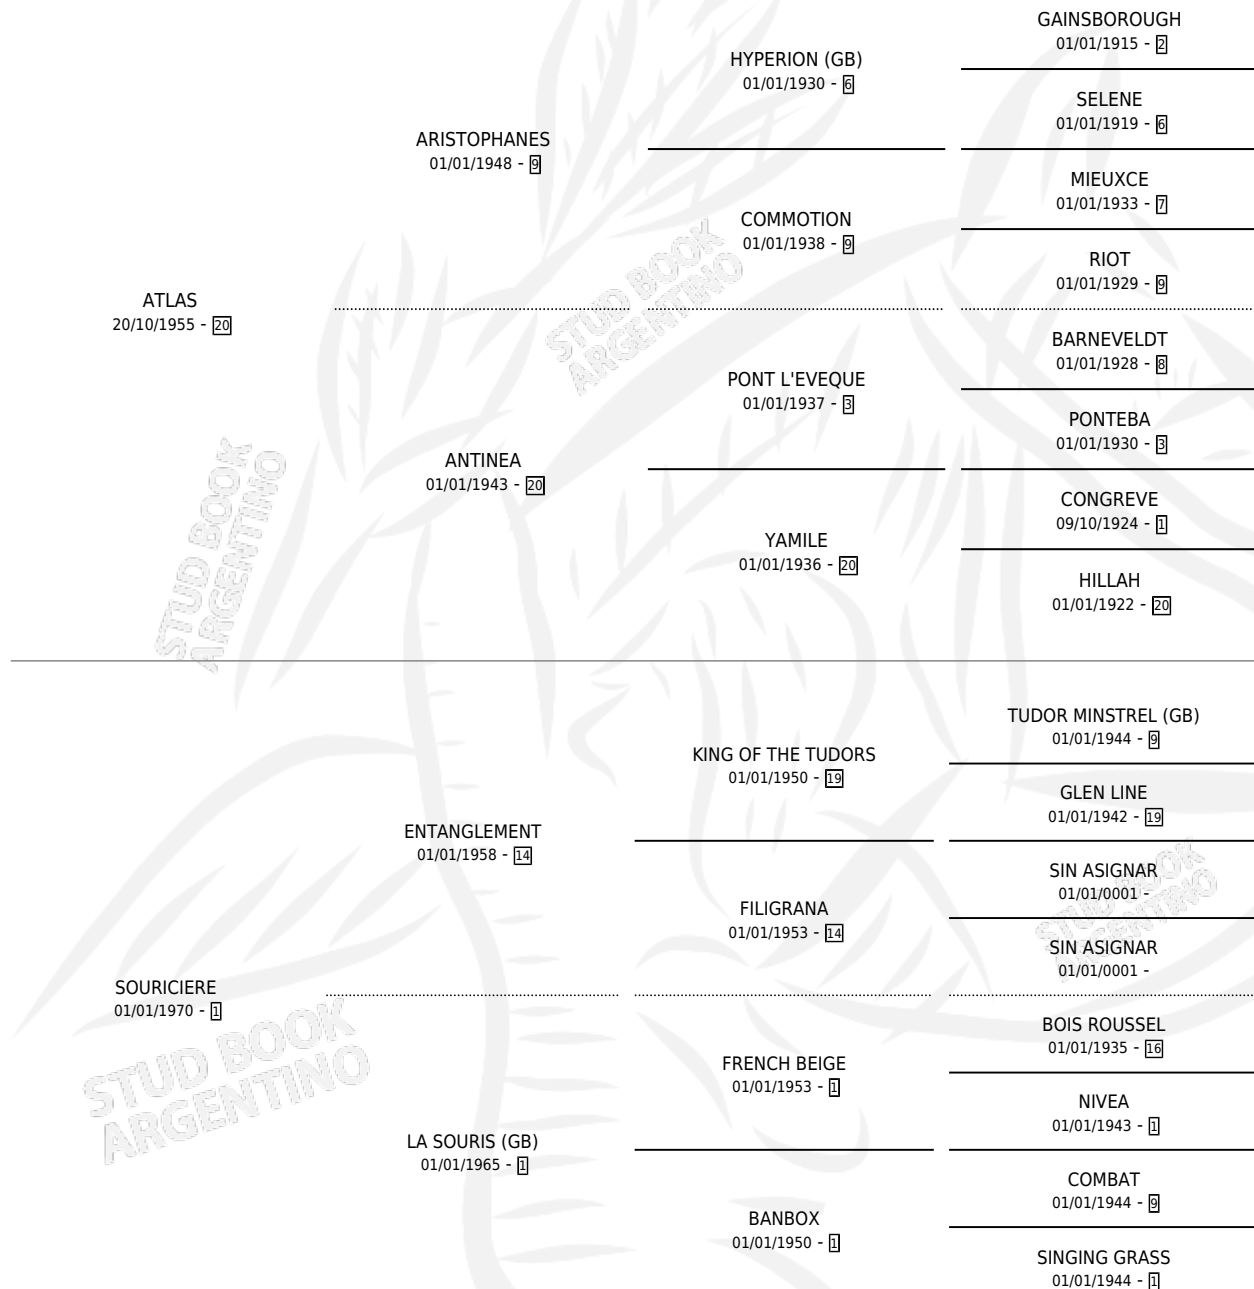 GAINSBOROUGH
01/01/1915 - 2
HYPERION (GB)
01/01/1930 - 6
SELENE
01/01/1919 - 6
ARISTOPHANES
01/01/1948 - 9
MIEUXCE
01/01/1933 - 7
COMMOTION
01/01/1938 - 9
RIOT
01/01/1929 - 9
ATLAS
20/10/1955 - 20
BARNEVELDT
01/01/1928 - 8
PONT L'EVEQUE
01/01/1937 - 3
PONTEBA
01/01/1930 - 3
ANTINEA
01/01/1943 - 20
CONGREVE
09/10/1924 - 1
YAMILE
01/01/1936 - 20
HILLAH
01/01/1922 - 20
TUDOR MINSTREL (GB)
01/01/1944 - 9
KING OF THE TUDORS
01/01/1950 - 19
GLEN LINE
01/01/1942 - 19
ENTANGLEMENT
01/01/1958 - 14
SIN ASIGNAR
01/01/0001 -
FILIGRANA
01/01/1953 - 14
SIN ASIGNAR
01/01/0001 -
SOURICIERE
01/01/1970 - 1
BOIS ROUSSEL
01/01/1935 - 16
FRENCH BEIGE
01/01/1953 - 1
NIVEA
01/01/1943 - 1
LA SOURIS (GB)
01/01/1965 - 1
COMBAT
01/01/1944 - 9
BANBOX
01/01/1950 - 1
SINGING GRASS
01/01/1944 - 1
STUD BOOK
ARGENTINO
STUD BOOK
ARGENTINO
STUD BOOK
ARGENTINO
STUD BOOK
ARGENTINO